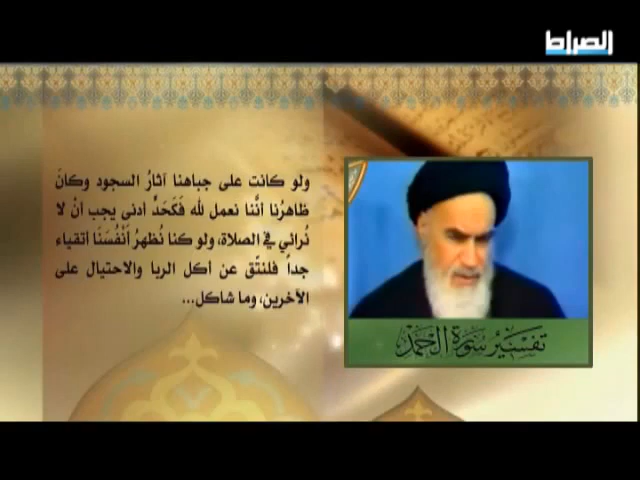 الصراط
ولو كانت على جباهنا آثارُ السجود وكانَ
ظاهرُنا أنَّنا نعمل لله فَكَحَدٍّ أدنى يجب أنْ لا
نُرائي في الصلاة، ولو كنا نُظهرُ أَنْفُسَنَا أتقياء
جداً فلنتَّق عن أكل الربا والاحتيال على
الآخرين، وما شاكل...
تفسير سورة الحمد